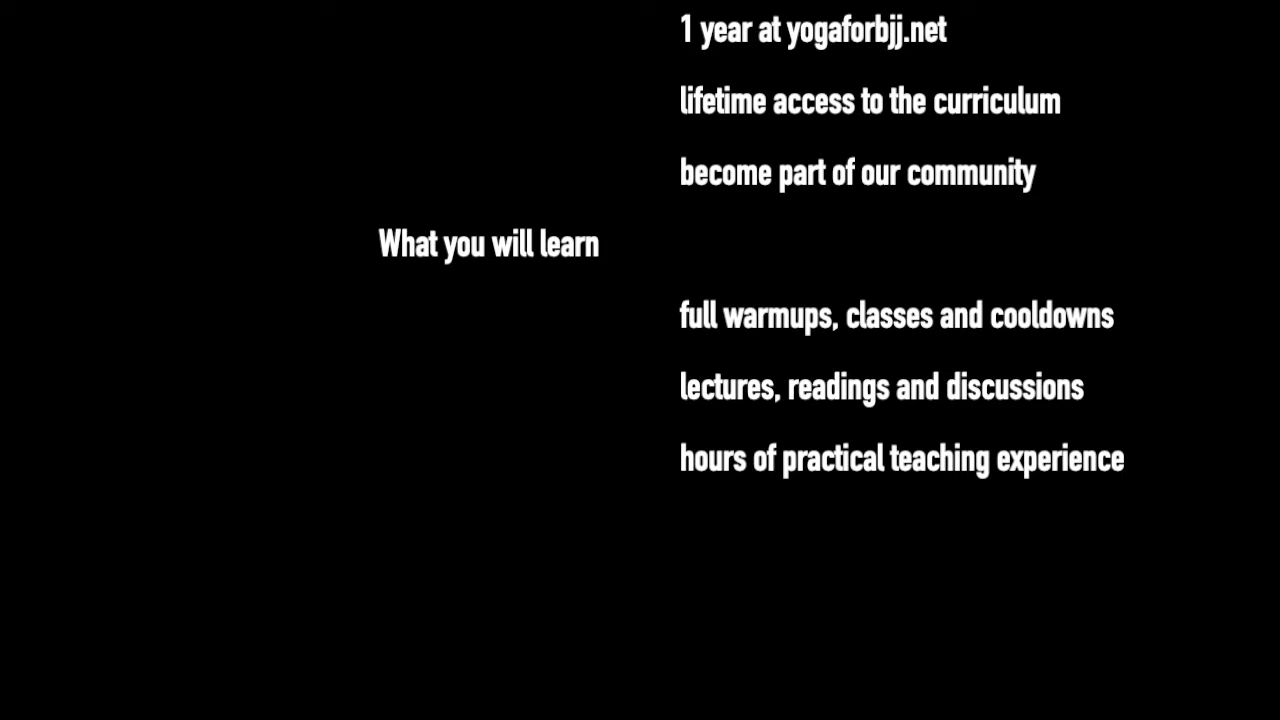 1 year at yogaforbjj.net
lifetime access to the curriculum
become part of our community
What you will learn
full warmups, classes and cooldowns
lectures, readings and discussions
hours of practical teaching experience